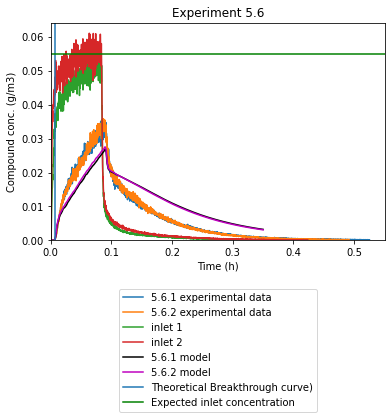 Experiment 5.6
Compound conc. (g/m3)
0.06
0.05
0.04
0.03
0.02
0.01
0.00
0.0 0.1 0.2 0.3 0.4 0.5
Time (h)
5.6.1 experimental data
5.6.2 experimental data
inlet 1
inlet 2
5.6.1 model
5.6.2 model
Theoretical Breakthrough curve)
Expected inlet concentration